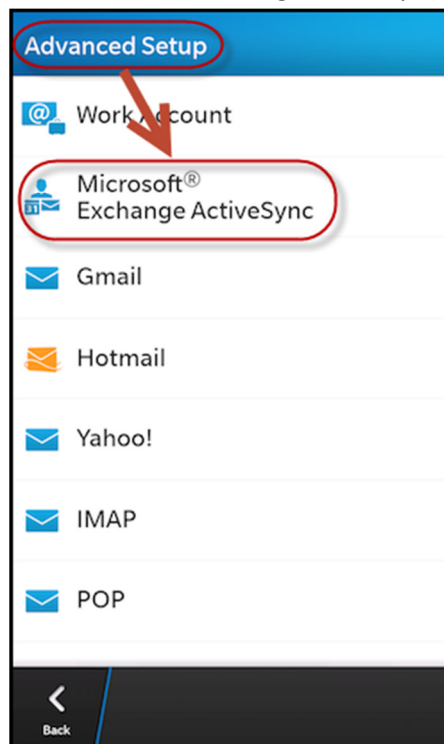 Advanced Setup
Work Account
Microsoft®
Exchange ActiveSync
Gmail
Hotmail
Yahoo!
IMAP
POP
Back